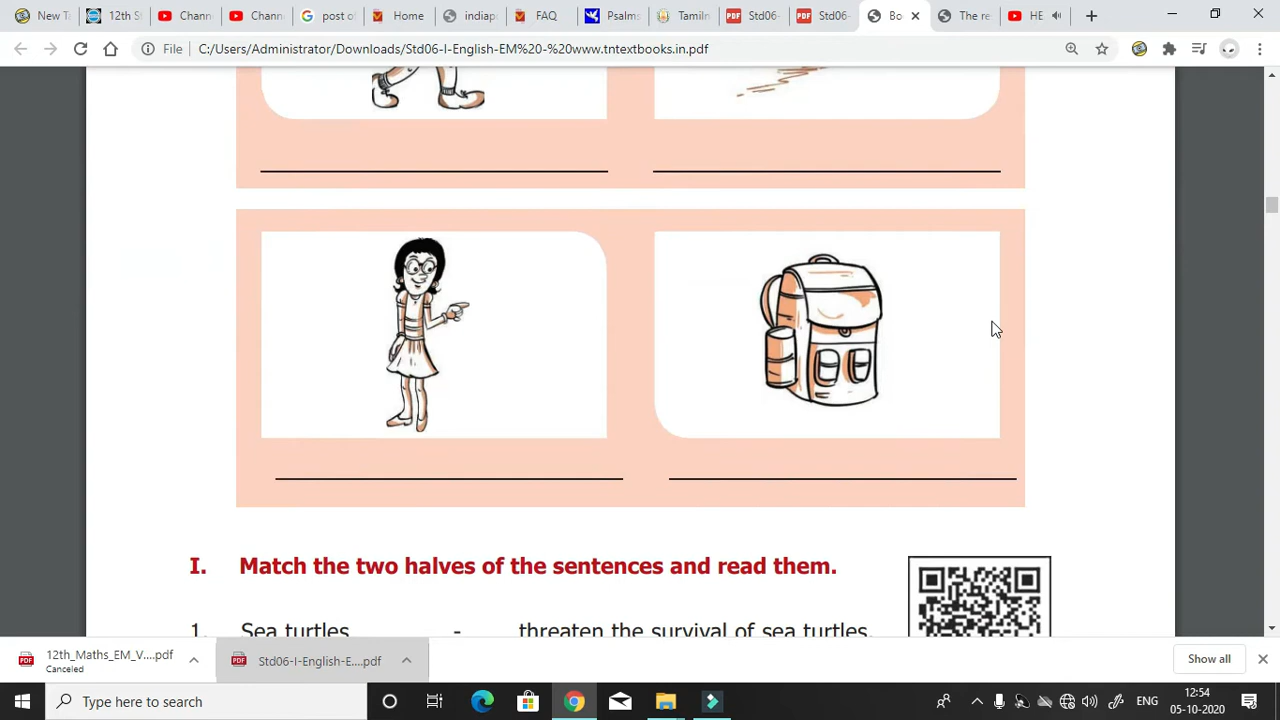 New T
12th St
Chann
Chann
post o
Home
indiap
FAQ
Psalms
Tamiln
Std06-
Std06
Bo
The re
HE
File C:/Users/Administrator/Downloads/Std06-I-English-EM%20-%20www.tntextbooks.in.pdf
I. Match the two halves of the sentences and read them.
1. Sea turtles - threaten the survival of sea turtles.
12th_Maths_EM_V....pdf
Canceled
Std06-I-English-E....pdf
Show all
Type here to search
ENG
12:54
05-10-2020